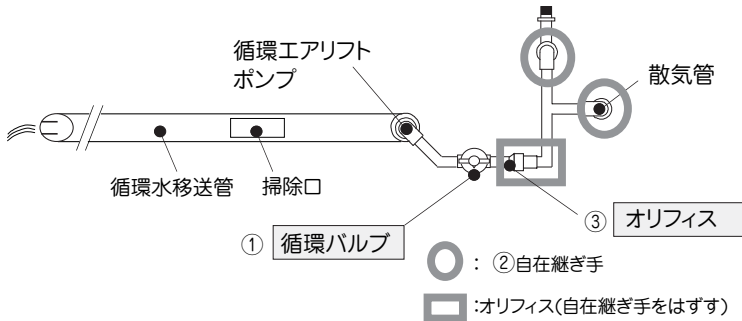 循環エアリフト
ポンプ
散気管
循環水移送管
掃除口
① 循環バルブ
③ オリフィス
： ②自在継ぎ手
：オリフィス(自在継ぎ手をはずす)